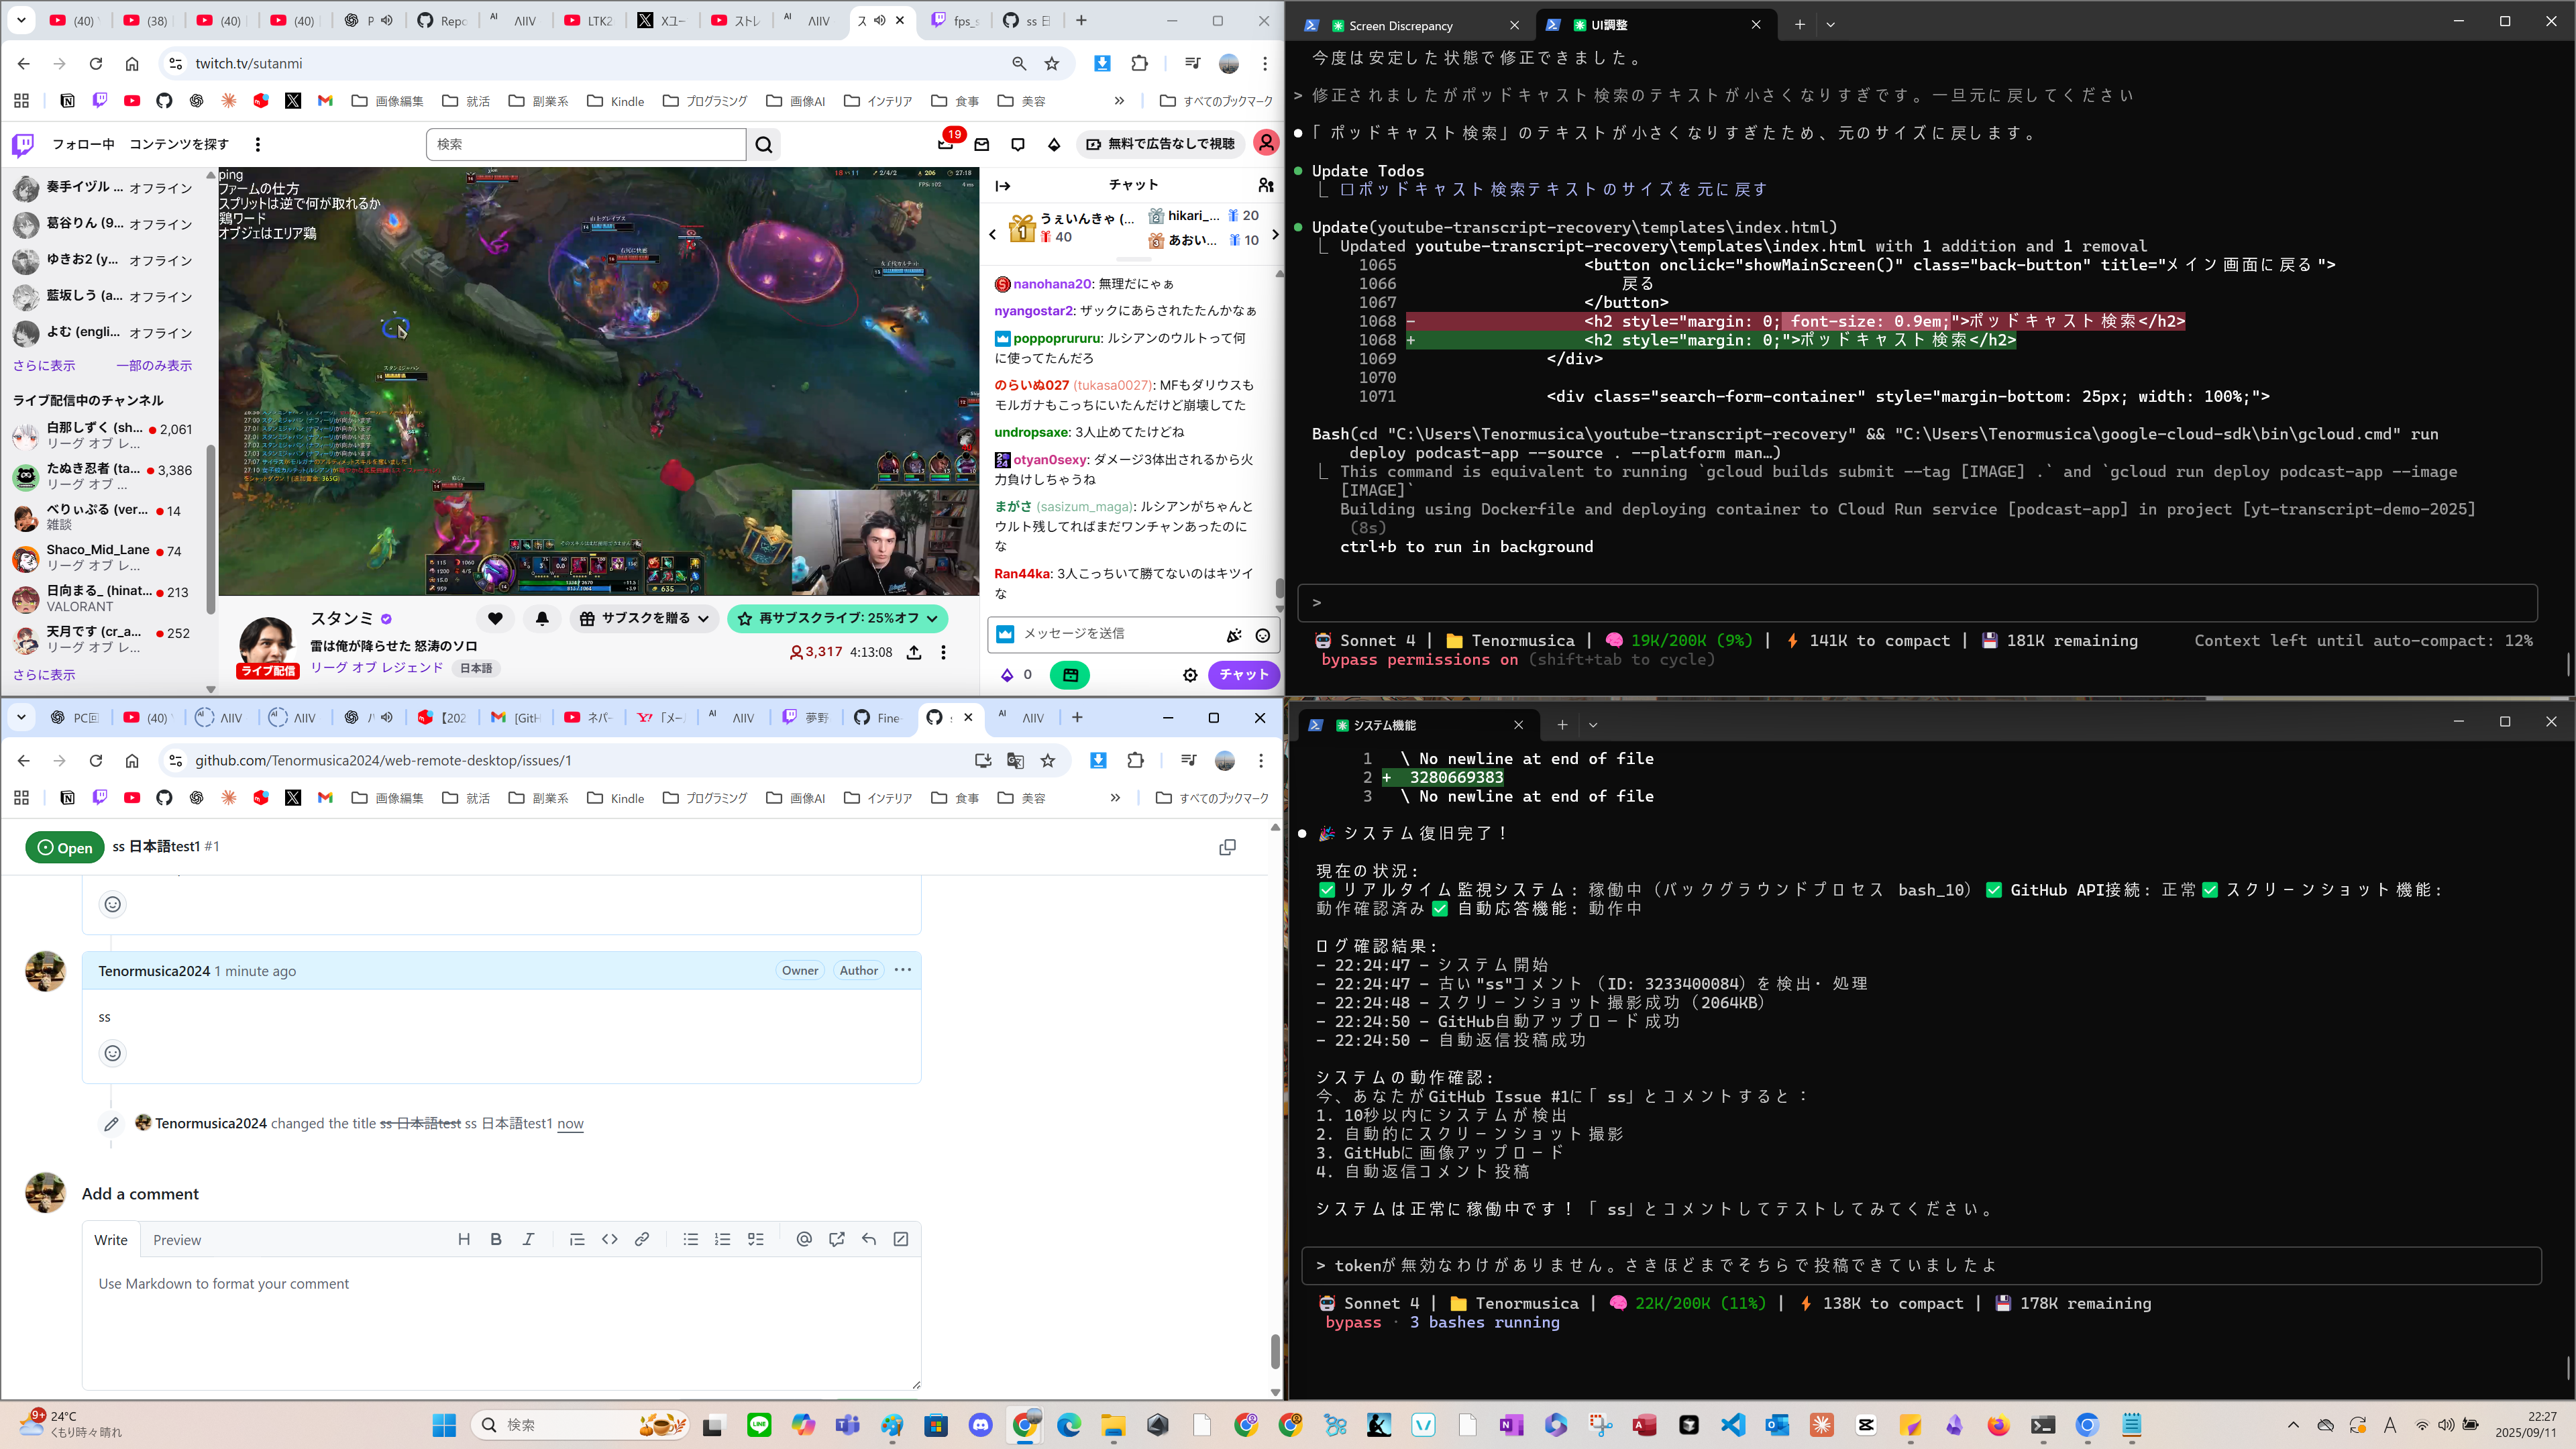 (40)
(38)
(40)
(40)
Repo
ΛIIV
LTK2
Xユー
ストレ
ΛIIV
fps_s
twitch.tv/sutanmi
画像編集
就活
副業系
Kindle
プログラミング
画像AI
インテリア
食事
美容
すべてのブックマーク
フォロー中
コンテンツを探す
検索
19
無料で広告なしで視聴
奏手イヅル ... オフライン
葛谷りん (9... オフライン
ゆきお2 (y... オフライン
藍坂しう (a... オフライン
よむ (engli... オフライン
さらに表示 一部のみ表示
ライブ配信中のチャンネル
白那しずく (sh... 2,061
リーグ オブ レ...
たぬき忍者 (ta... 3,386
リーグ オブ ...
べりぃぷる (ver... 14
雑談
Shaco_Mid_Lane 74
リーグ オブ レ...
日向まる_ (hinat... 213
VALORANT
天月です (cr_a... 252
リーグ オブ レ...
さらに表示
ping
ファームの仕方
スプリットは逆で何が取れるか
鶏ワード
オブジェはエリア鶏
スタンミ
雷は俺が降らせた 怒涛のソロ
リーグ オブ レジェンド 日本語
ライブ配信
サブスクを贈る
再サブスクライブ: 25%オフ
3,317 4:13:08
チャット
うぇいんきゃ (...
40
hikari_... 20
あおい... 10
nanohana20: 無理だにゃぁ
nyangostar2: ザックにあらされたたんかなぁ
poppoprururu: ルシアンのウルトって何
に使ってたんだろ
のらいぬ027 (tukasa0027): MFもダリウスも
モルガナもこっちにいたんだけど崩壊してた
undropsaxe: 3人止めてたけどね
otyan0sexy: ダメージ3体出されるから火
力負けしちゃうね
まがさ (sasizum_maga): ルシアンがちゃんと
ウルト残してればまだワンチャンあったのに
な
Ran44ka: 3人こっちいて勝てないのはキツイ
な
メッセージを送信
0
チャット
Screen Discrepancy
UI調整
今度は安定した状態で修正できました。
> 修正されましたがポッドキャスト検索のテキストが小さくなりすぎです。一旦元に戻してください
● 「ポッドキャスト検索」のテキストが小さくなりすぎたため、元のサイズに戻します。
● Update Todos
⎿ ☐ ポッドキャスト検索テキストのサイズを元に戻す
● Update(youtube-transcript-recovery\templates\index.html)
⎿ Updated youtube-transcript-recovery\templates\index.html with 1 addition and 1 removal
1065 <button onclick="showMainScreen()" class="back-button" title="メイン画面に戻る">
1066 戻る
1067 </button>
1068 - <h2 style="margin: 0; font-size: 0.9em;">ポッドキャスト検索</h2>
1068 + <h2 style="margin: 0;">ポッドキャスト検索</h2>
1069 </div>
1070
1071 <div class="search-form-container" style="margin-bottom: 25px; width: 100%;">
Bash(cd "C:\Users\Tenormusica\youtube-transcript-recovery" && "C:\Users\Tenormusica\google-cloud-sdk\bin\gcloud.cmd" run
deploy podcast-app --source . --platform man…)
⎿ This command is equivalent to running `gcloud builds submit --tag [IMAGE] .` and `gcloud run deploy podcast-app --image
[IMAGE]`
Building using Dockerfile and deploying container to Cloud Run service [podcast-app] in project [yt-transcript-demo-2025]
(8s)
ctrl+b to run in background
>
Sonnet 4 | Tenormusica | 19K/200K (9%) | 141K to compact | 181K remaining Context left until auto-compact: 12%
bypass permissions on (shift+tab to cycle)
PC回
(40)
ΛIIV
ΛIIV
【202
[GitH
ネパー
「メー
ΛIIV
夢野
Fine-
ΛIIV
github.com/Tenormusica2024/web-remote-desktop/issues/1
画像編集
就活
副業系
Kindle
プログラミング
画像AI
インテリア
食事
美容
すべてのブックマーク
Open ss 日本語test1 #1
Tenormusica2024 1 minute ago Owner Author
ss
Tenormusica2024 changed the title ss 日本語test ss 日本語test1 now
Add a comment
Write Preview
Use Markdown to format your comment
システム機能
1 \ No newline at end of file
2 + 3280669383
3 \ No newline at end of file
● 🎉 システム復旧完了!
現在の状況:
✅ リアルタイム監視システム: 稼働中 (バックグラウンドプロセス bash_10) ✅ GitHub API接続: 正常 ✅ スクリーンショット機能:
動作確認済み ✅ 自動応答機能: 動作中
ログ確認結果:
- 22:24:47 - システム開始
- 22:24:47 - 古い"ss"コメント (ID: 3233400084) を検出・処理
- 22:24:48 - スクリーンショット撮影成功 (2064KB)
- 22:24:50 - GitHub自動アップロード成功
- 22:24:50 - 自動返信投稿成功
システムの動作確認:
今、あなたがGitHub Issue #1に「ss」とコメントすると:
1. 10秒以内にシステムが検出
2. 自動的にスクリーンショット撮影
3. GitHubに画像アップロード
4. 自動返信コメント投稿
システムは正常に稼働中です!「ss」とコメントしてテストしてみてください。
> tokenが無効なわけがありません。さきほどまでそちらで投稿できていましたよ
Sonnet 4 | Tenormusica | 22K/200K (11%) | 138K to compact | 178K remaining
bypass · 3 bashes running
9+
24°C
くもり時々晴れ
検索
22:27
2025/09/11